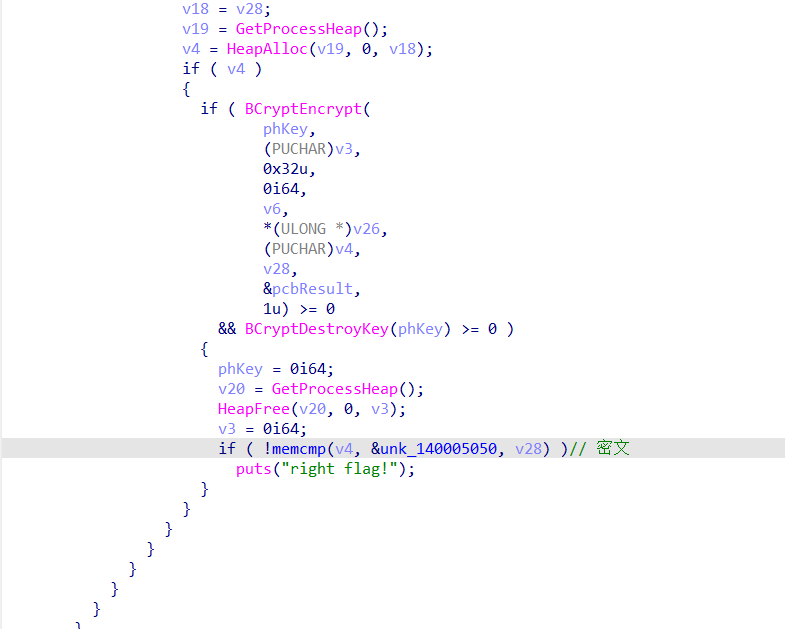 v18 = v28;
v19 = GetProcessHeap();
v4 = HeapAlloc(v19, 0, v18);
if ( v4 )
{
if ( BCryptEncrypt(
phKey,
(PUCHAR)v3,
0x32u,
0i64,
v6,
*(ULONG *)v26,
(PUCHAR)v4,
v28,
&pcbResult,
1u) >= 0
&& BCryptDestroyKey(phKey) >= 0 )
{
phKey = 0i64;
v20 = GetProcessHeap();
HeapFree(v20, 0, v3);
v3 = 0i64;
if ( !memcmp(v4, &unk_140005050, v28) )// 密文
puts("right flag!");
}
}
}
}
}
}
}
}